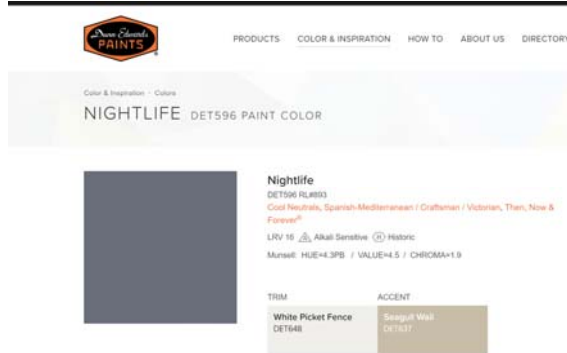 Dunn-Edwards
PAINTS
PRODUCTS COLOR & INSPIRATION HOW TO ABOUT US DIRECTORY
Color & Inspiration - Colors
NIGHTLIFE DET596 PAINT COLOR
Nightlife
DET596 RL#893
Cool Neutrals, Spanish-Mediterranean / Craftsman / Victorian, Then, Now &
Forever®
LRV 16 A Alkali Sensitive H Historic
Munsell: HUE=4.3PB / VALUE=4.5 / CHROMA=1.9
TRIM ACCENT
White Picket Fence Seagull Wail
DET648 DET637